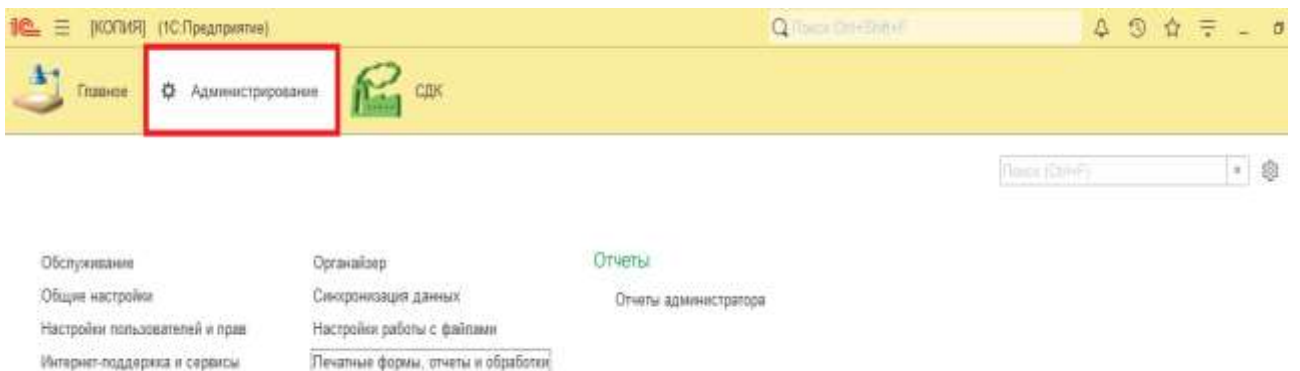 1С [КОПИЯ] (1С:Предприятие) Поиск Ctrl+Shift+F
Главное Администрирование СДК
Поиск (Ctrl+F)
Обслуживание Органайзер Отчеты
Общие настройки Синхронизация данных Отчеты администратора
Настройки пользователей и прав Настройки работы с файлами
Интернет-поддержка и сервисы Печатные формы, отчеты и обработки